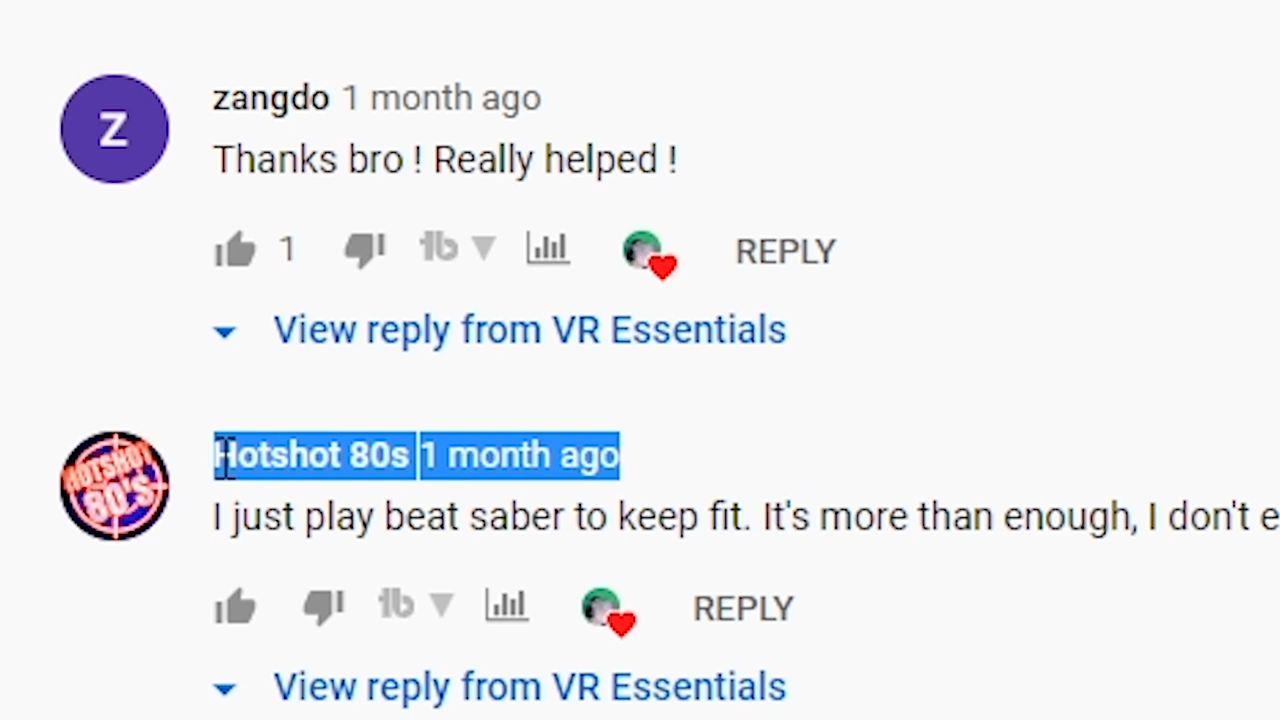 Z
zangdo 1 month ago
Thanks bro ! Really helped !
1
REPLY
View reply from VR Essentials
HOTSHOT
80'S
Hotshot 80s 1 month ago
I just play beat saber to keep fit. It's more than enough, I don't e
REPLY
View reply from VR Essentials